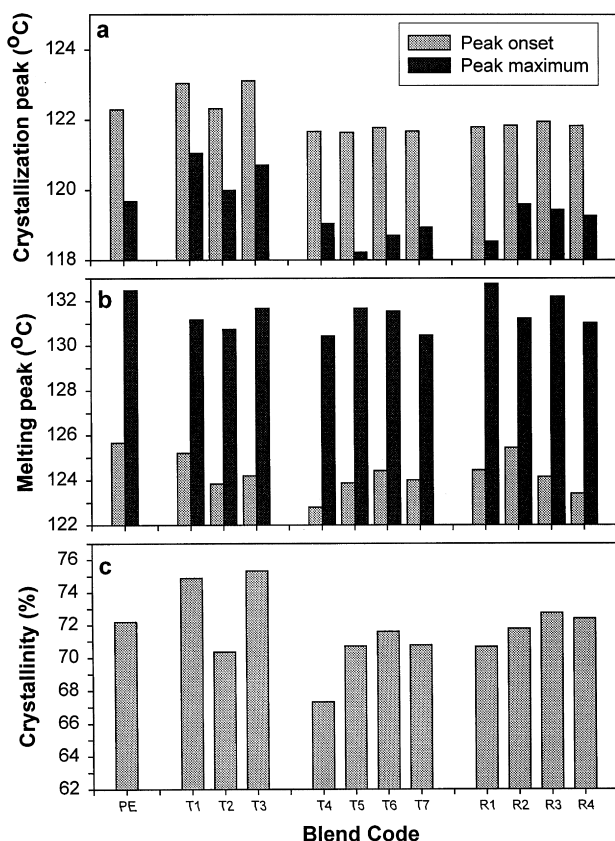 a
Crystallization peak (°C)
124
122
120
118
Peak onset
Peak maximum
b
Melting peak (°C)
132
130
128
126
124
122
c
Crystallinity (%)
76
74
72
70
68
66
64
62
PE T1 T2 T3 T4 T5 T6 T7 R1 R2 R3 R4
Blend Code